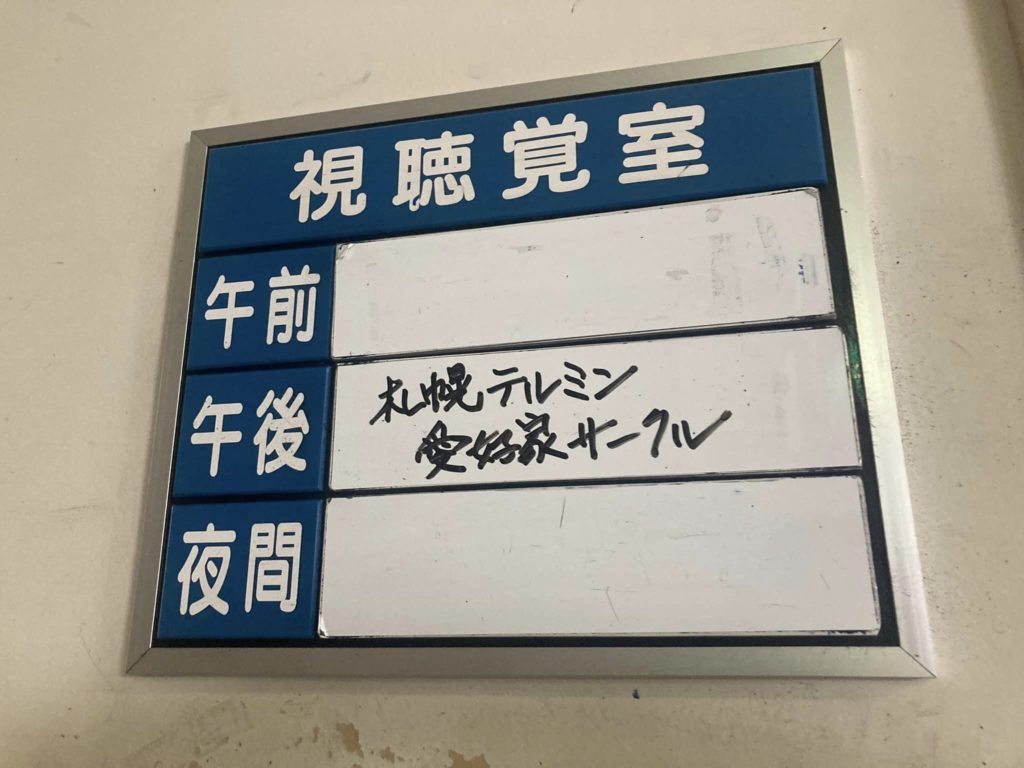 視聴覚室
午前
午後
札幌テルミン
愛好家サークル
夜間